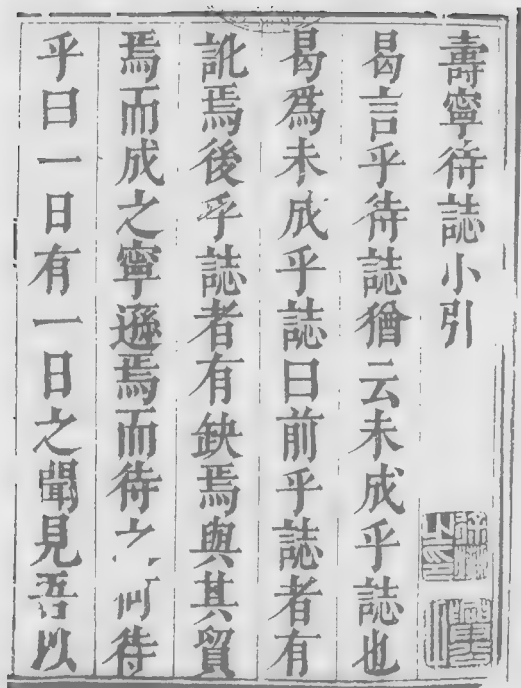 壽寧待誌小引
曷言乎待誌猶云未成乎誌也
曷為未成乎誌曰前乎誌者有
訛焉後乎誌者有缺焉與其貿
焉而成之寧遜焉而待之何待
乎曰一日有一日之聞見吾以